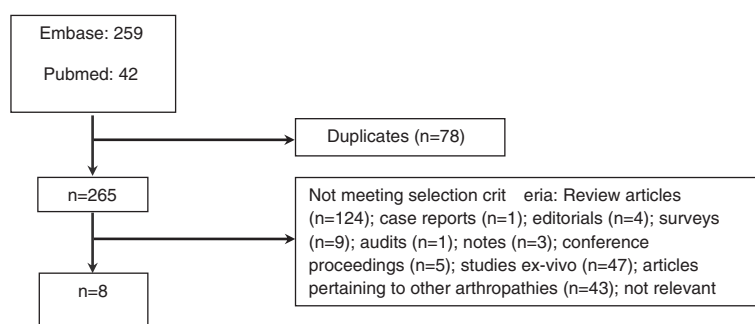 Embase: 259
Pubmed: 42
Duplicates (n=78)
n=265
Not meeting selection crit eria: Review articles
(n=124); case reports (n=1); editorials (n=4); surveys
(n=9); audits (n=1); notes (n=3); conference
proceedings (n=5); studies ex-vivo (n=47); articles
pertaining to other arthropathies (n=43); not relevant
n=8